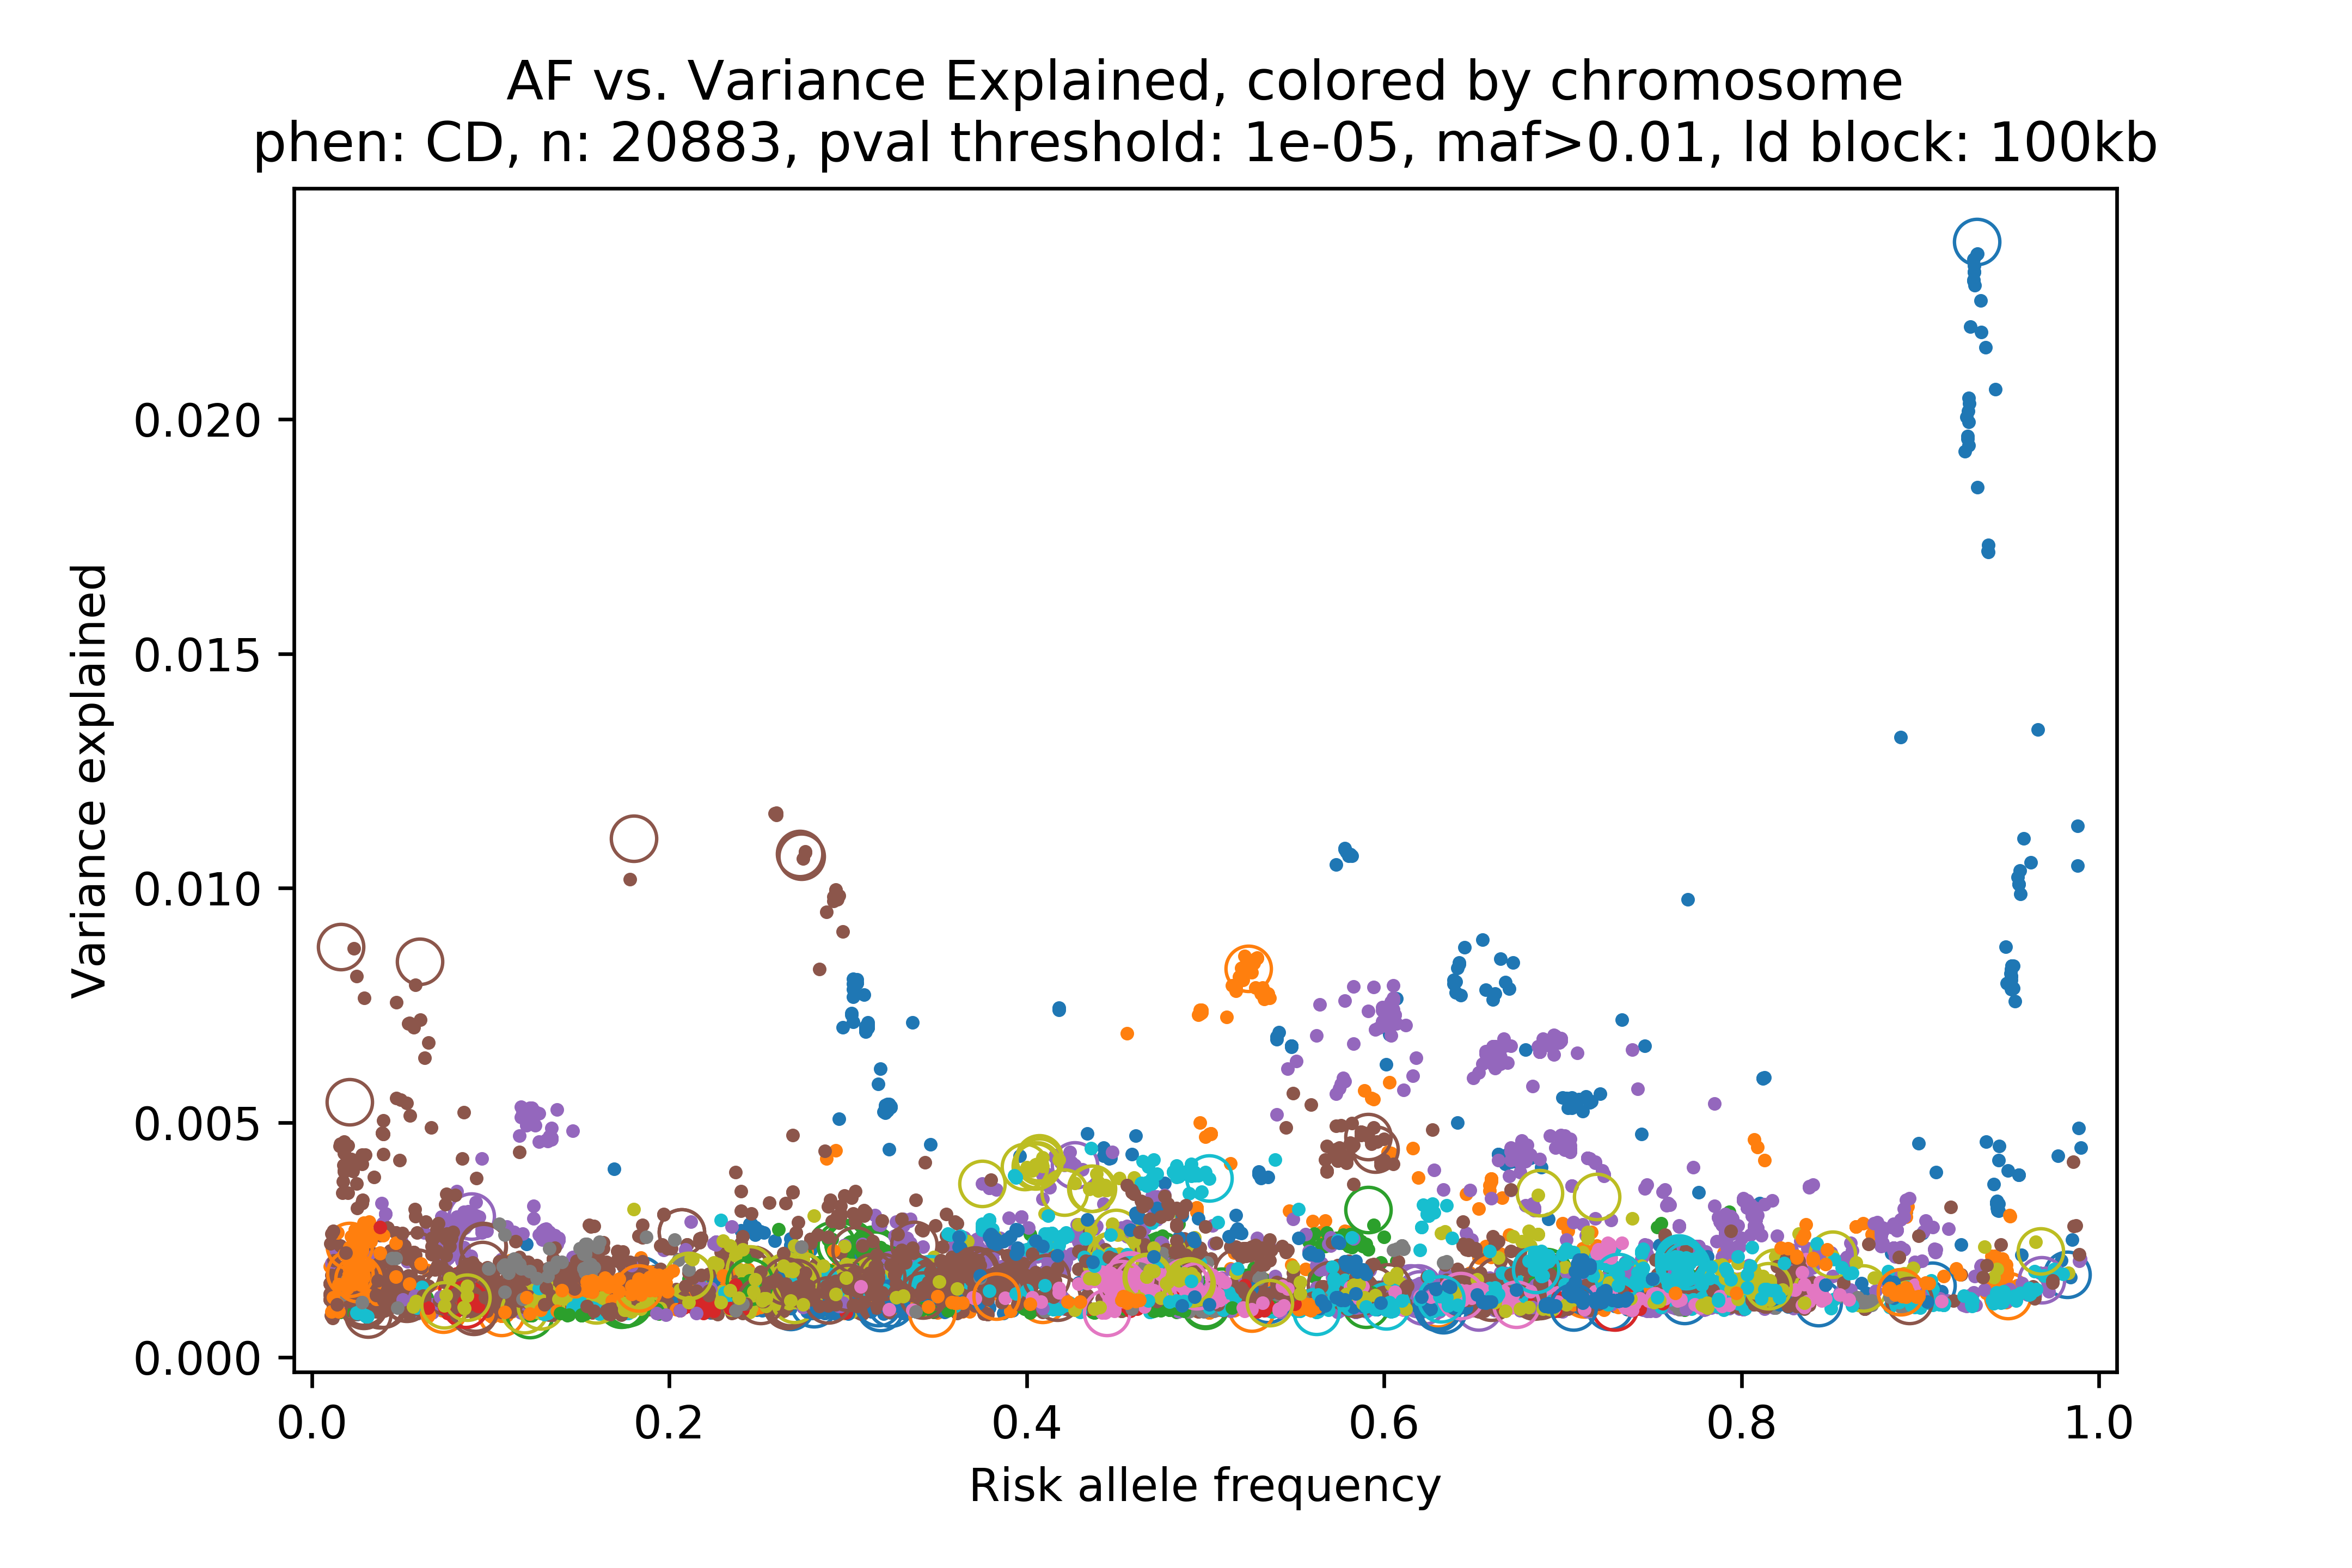 AF vs. Variance Explained, colored by chromosome
phen: CD, n: 20883, pval threshold: 1e-05, maf>0.01, ld block: 100kb
Variance explained
0.020
0.015
0.010
0.005
0.000
0.0 0.2 0.4 0.6 0.8 1.0
Risk allele frequency